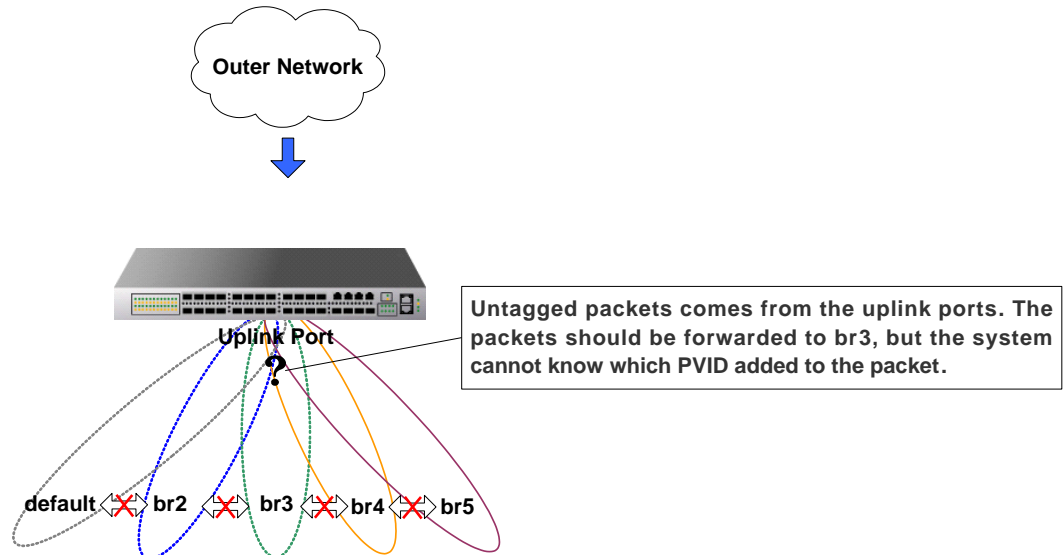 Outer Network
Untagged packets comes from the uplink ports. The
packets should be forwarded to br3, but the system
cannot know which PVID added to the packet.
Uplink Port
?
default br2 br3 br4 br5